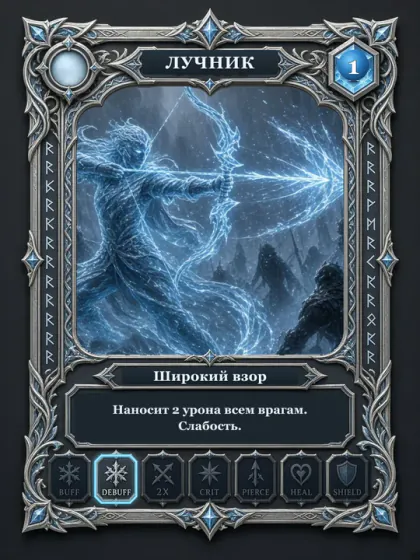 ЛУЧНИК
1
Широкий взор
Наносит 2 урона всем врагам.
Слабость.
BUFF DEBUFF 2X CRIT PIERCE HEAL SHIELD